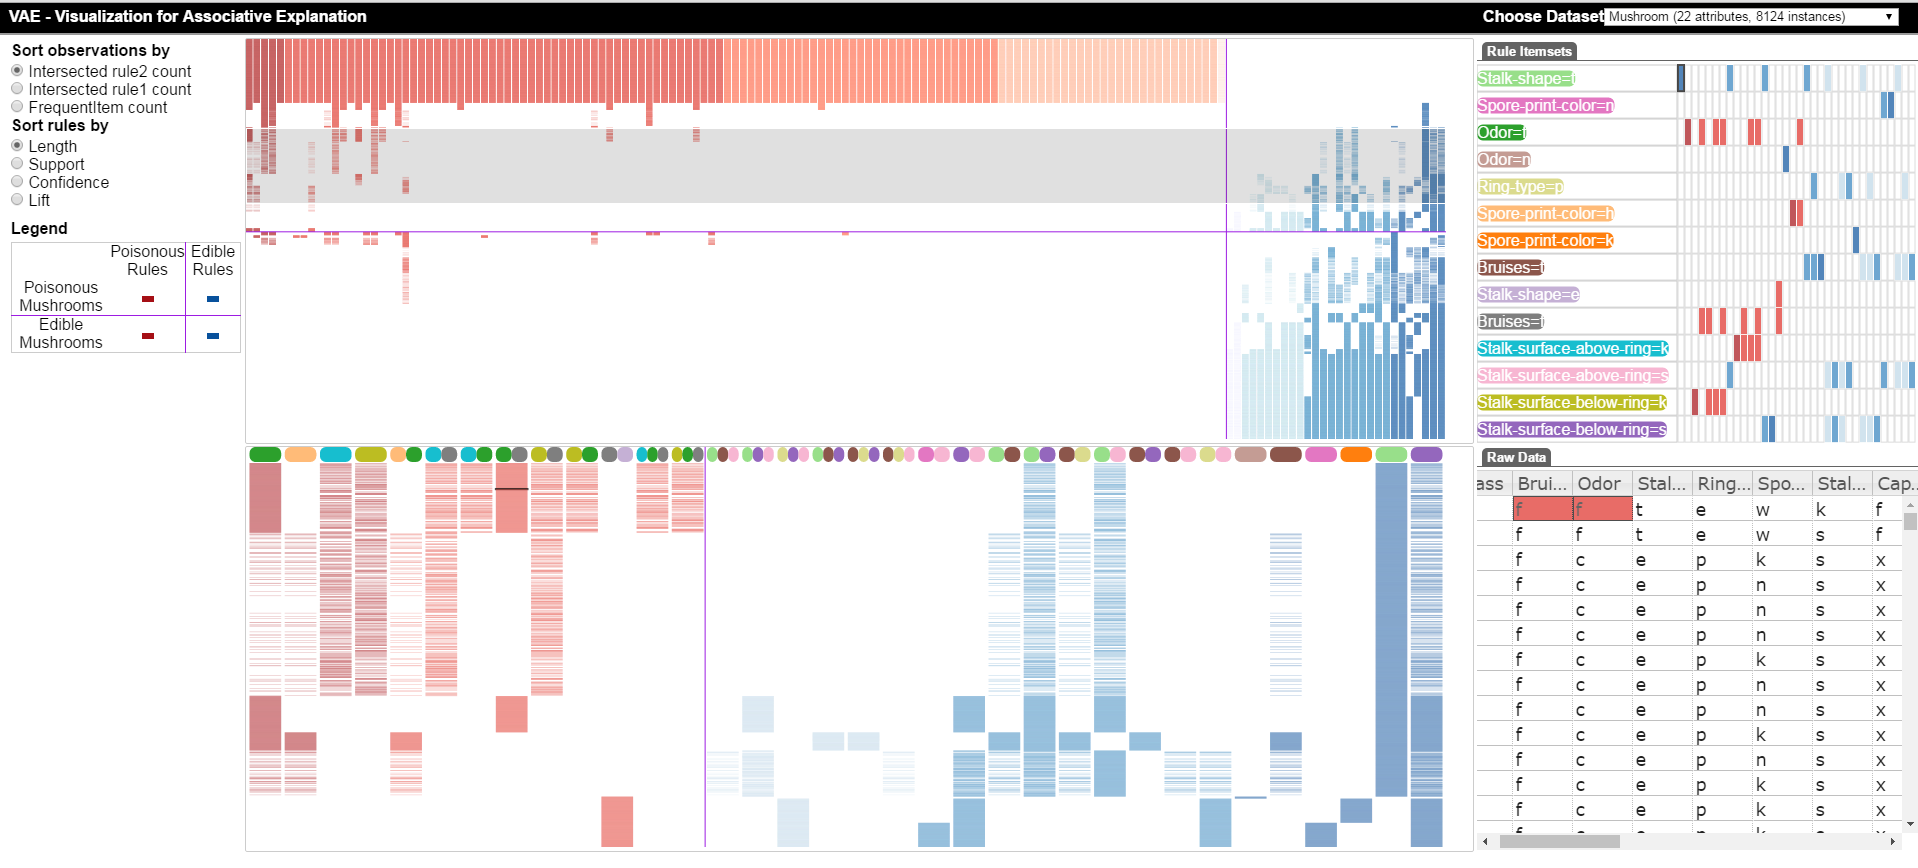 VAE - Visualization for Associative Explanation
Choose Dataset Mushroom (22 attributes, 8124 instances)
Sort observations by
Intersected rule2 count
Intersected rule1 count
FrequentItem count
Sort rules by
Length
Support
Confidence
Lift
Legend
Poisonous Rules Edible Rules
Poisonous Mushrooms
Edible Mushrooms
Rule Itemsets
Stalk-shape=t
Spore-print-color=n
Odor=f
Odor=n
Ring-type=p
Spore-print-color=h
Spore-print-color=k
Bruises=t
Stalk-shape=e
Bruises=f
Stalk-surface-above-ring=k
Stalk-surface-above-ring=s
Stalk-surface-below-ring=k
Stalk-surface-below-ring=s
Raw Data
ass Brui... Odor Stal... Ring... Spo... Stal... Cap...
f f t e w k f
f f t e w s f
f c e p k s x
f c e p n s x
f c e p n s x
f c e p n s x
f c e p k s x
f c e p n s x
f c e p n s x
f c e p k s x
f c e p n s x
f c e p k s x
f c e p k s x